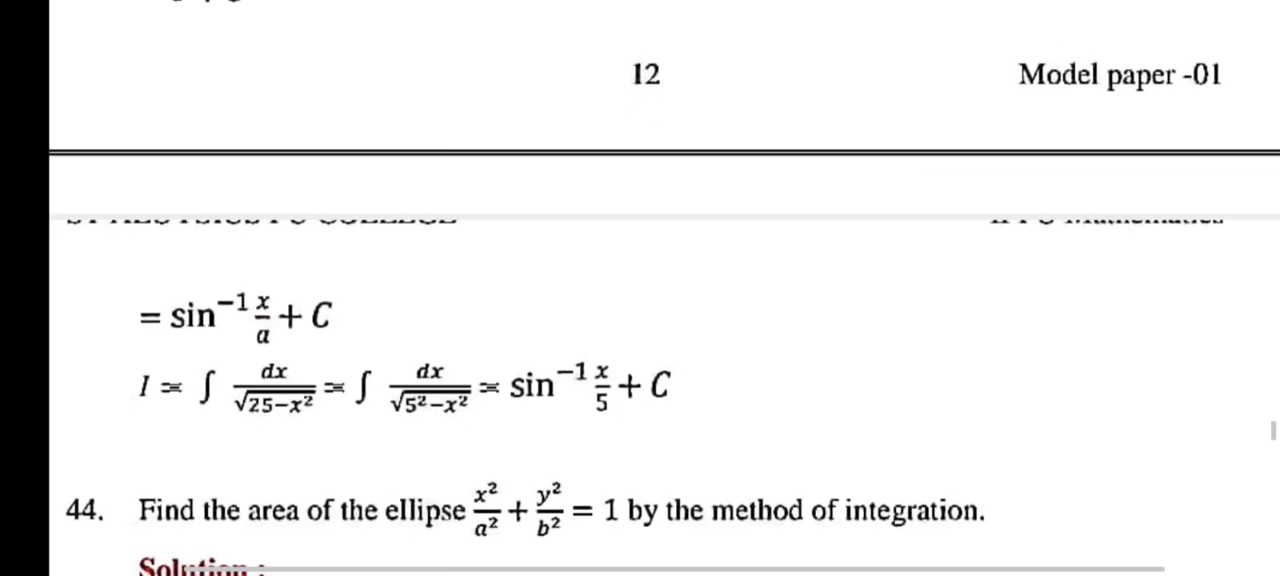 12
Model paper -01
= sin⁻¹ x/a + C
I = ∫ dx/√25−x² = ∫ dx/√5²−x² = sin⁻¹ x/5 + C
44. Find the area of the ellipse x²/a² + y²/b² = 1 by the method of integration.
Solution :